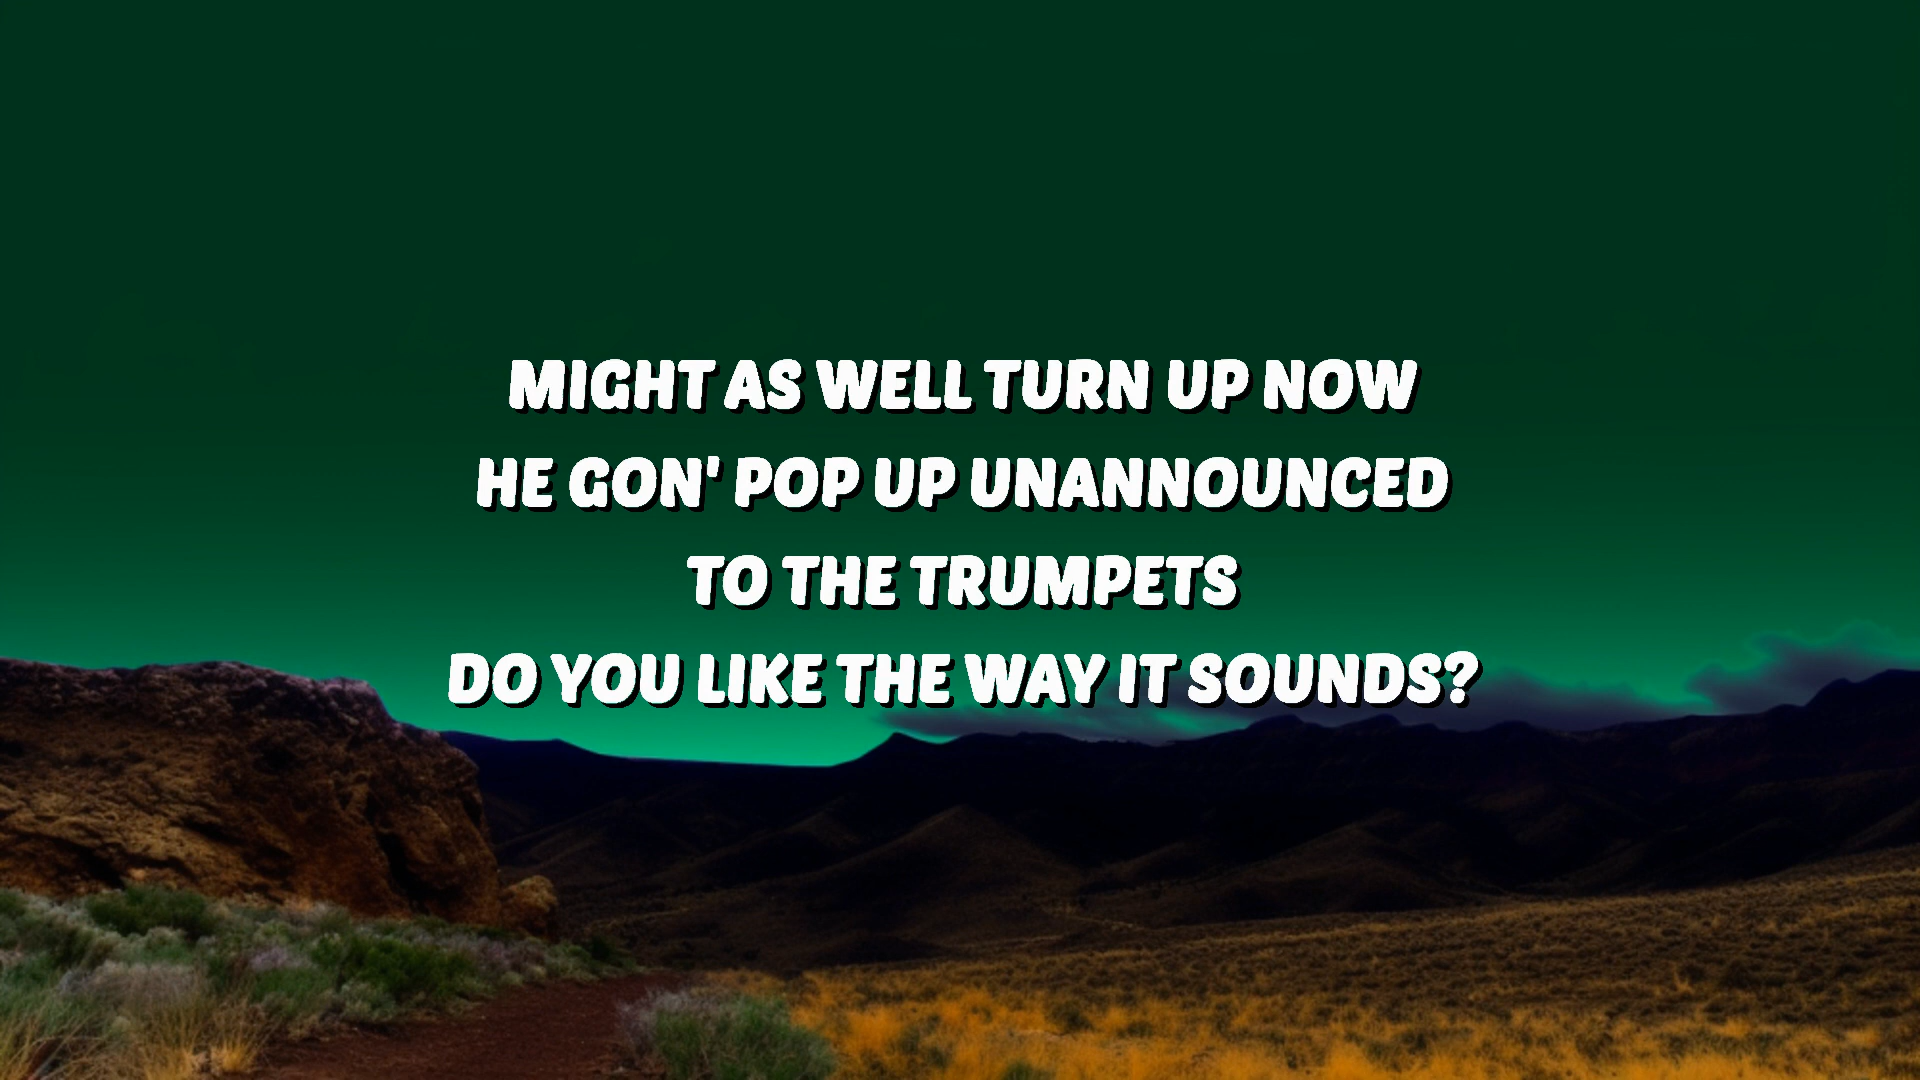 MIGHT AS WELL TURN UP NOW
HE GON' POP UP UNANNOUNCED
TO THE TRUMPETS
DO YOU LIKE THE WAY IT SOUNDS?